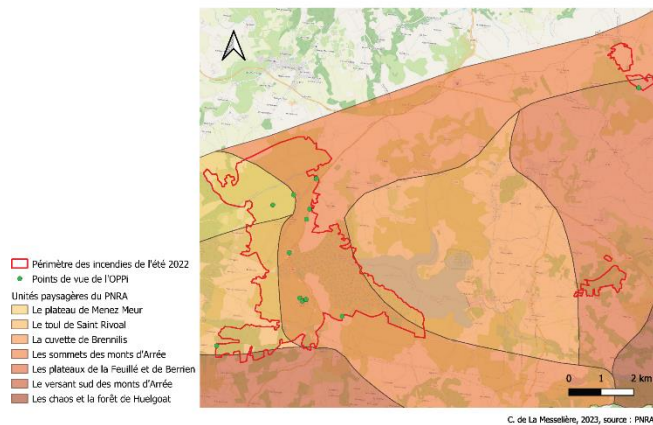 Périmètre des incendies de l'été 2022
Points de vue de l'OPPi
Unités paysagères du PNRA
Le plateau de Menez Meur
Le toul de Saint Rivoal
La cuvette de Brennilis
Les sommets des monts d'Arrée
Les plateaux de la Feuillé et de Berrien
Le versant sud des monts d'Arrée
Les chaos et la forêt de Huelgoat
0 1 2 km
C. de La Messelière, 2023, source : PNRA